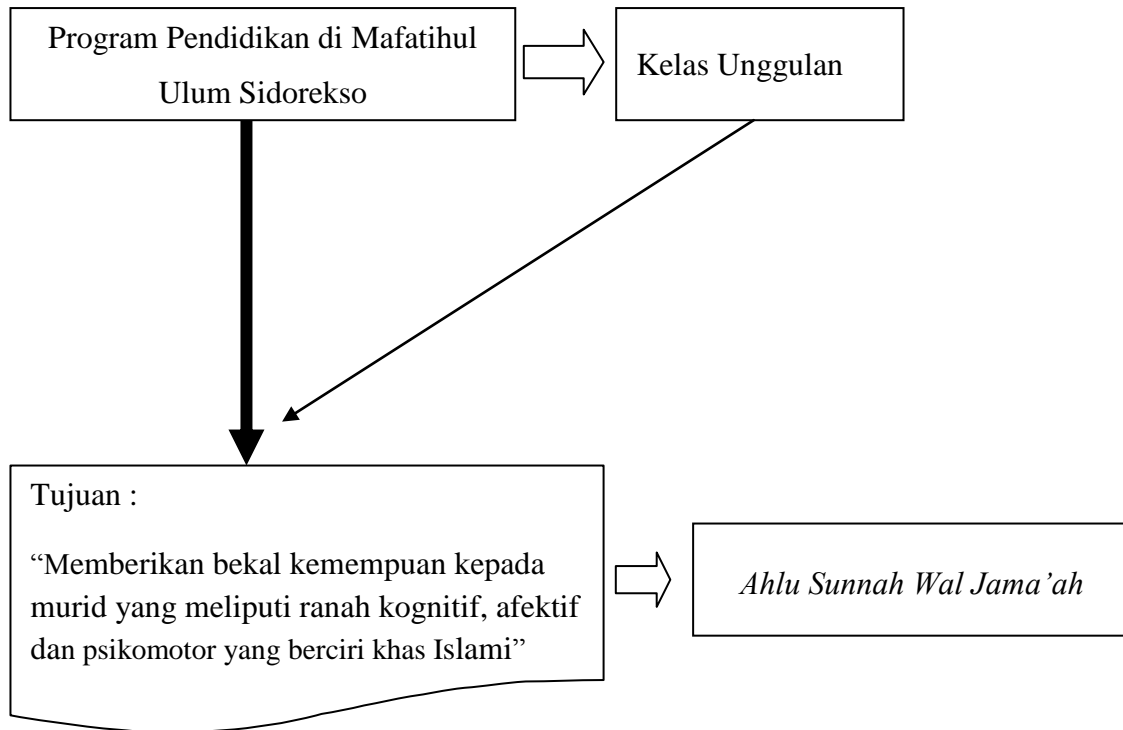 Program Pendidikan di Mafatihul
Ulum Sidorekso
Kelas Unggulan
Tujuan :
“Memberikan bekal kemempuan kepada
murid yang meliputi ranah kognitif, afektif
dan psikomotor yang berciri khas Islami”
Ahlu Sunnah Wal Jama’ah